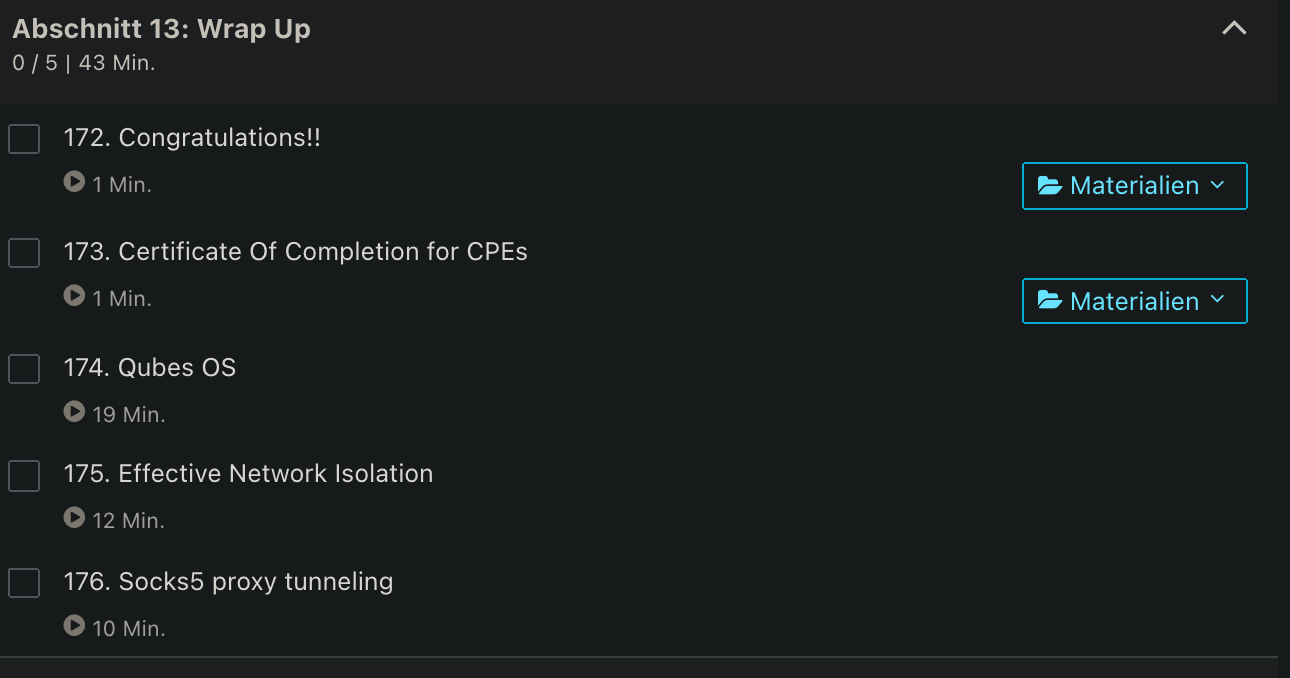 Abschnitt 13: Wrap Up
0 / 5 | 43 Min.
172. Congratulations!!
1 Min.
Materialien
173. Certificate Of Completion for CPEs
1 Min.
Materialien
174. Qubes OS
19 Min.
175. Effective Network Isolation
12 Min.
176. Socks5 proxy tunneling
10 Min.